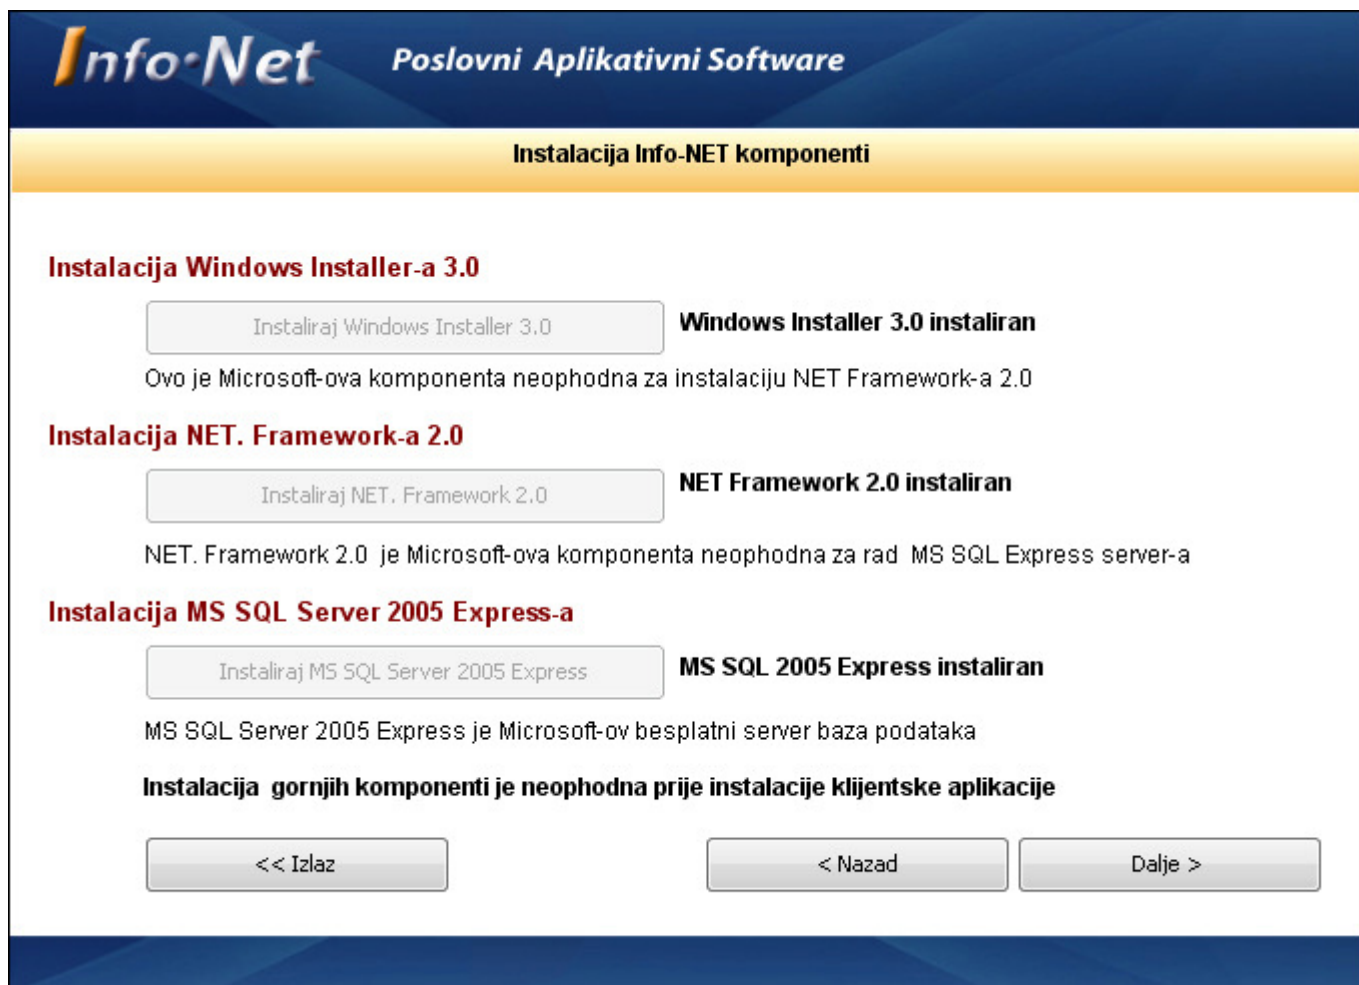 Info·Net Poslovni Aplikativni Software
Instalacija Info-NET komponenti
Instalacija Windows Installer-a 3.0
Instaliraj Windows Installer 3.0 Windows Installer 3.0 instaliran
Ovo je Microsoft-ova komponenta neophodna za instalaciju NET Framework-a 2.0
Instalacija NET. Framework-a 2.0
Instaliraj NET. Framework 2.0 NET Framework 2.0 instaliran
NET. Framework 2.0 je Microsoft-ova komponenta neophodna za rad MS SQL Express server-a
Instalacija MS SQL Server 2005 Express-a
Instaliraj MS SQL Server 2005 Express MS SQL 2005 Express instaliran
MS SQL Server 2005 Express je Microsoft-ov besplatni server baza podataka
Instalacija gornjih komponenti je neophodna prije instalacije klijentske aplikacije
<< Izlaz < Nazad Dalje >